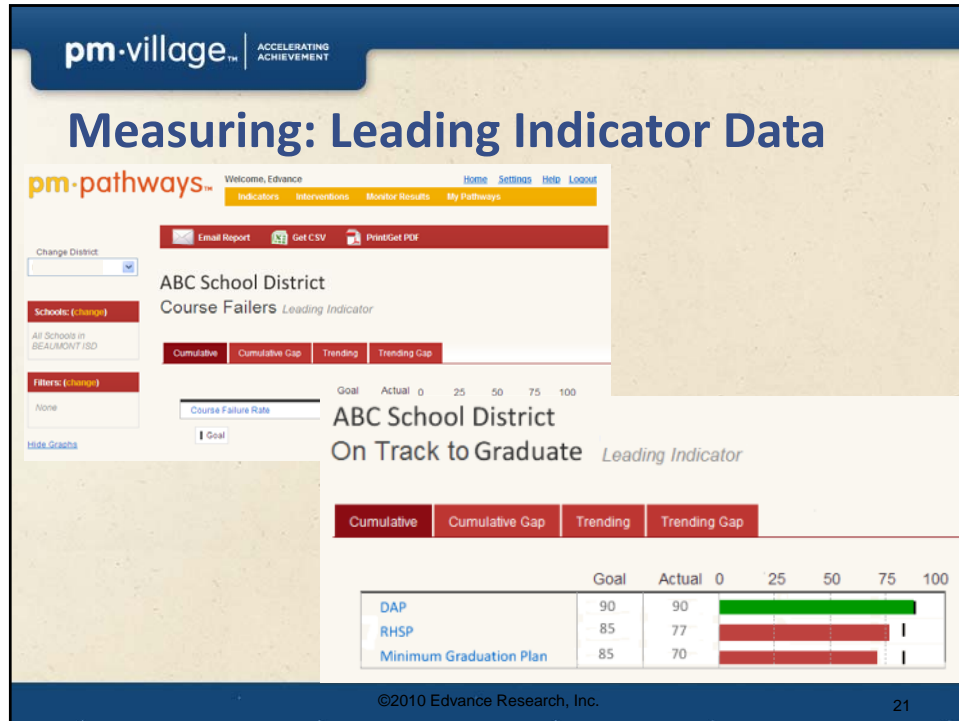 pm·village™ | ACCELERATING ACHIEVEMENT
Measuring: Leading Indicator Data
pm·pathways™
Welcome, Edvance
Home Settings Help Logout
Indicators Interventions Monitor Results My Pathways
Email Report Get CSV Print/Get PDF
Change District:
ABC School District
Course Failers Leading Indicator
Schools: (change)
All Schools in
BEAUMONT ISD
Cumulative Cumulative Gap Trending Trending Gap
Filters: (change)
None
Goal Actual 0 25 50 75 100
Course Failure Rate
Goal
Hide Graphs
ABC School District
On Track to Graduate Leading Indicator
Cumulative Cumulative Gap Trending Trending Gap
Goal Actual 0 25 50 75 100
DAP 90 90
RHSP 85 77
Minimum Graduation Plan 85 70
©2010 Edvance Research, Inc.
21